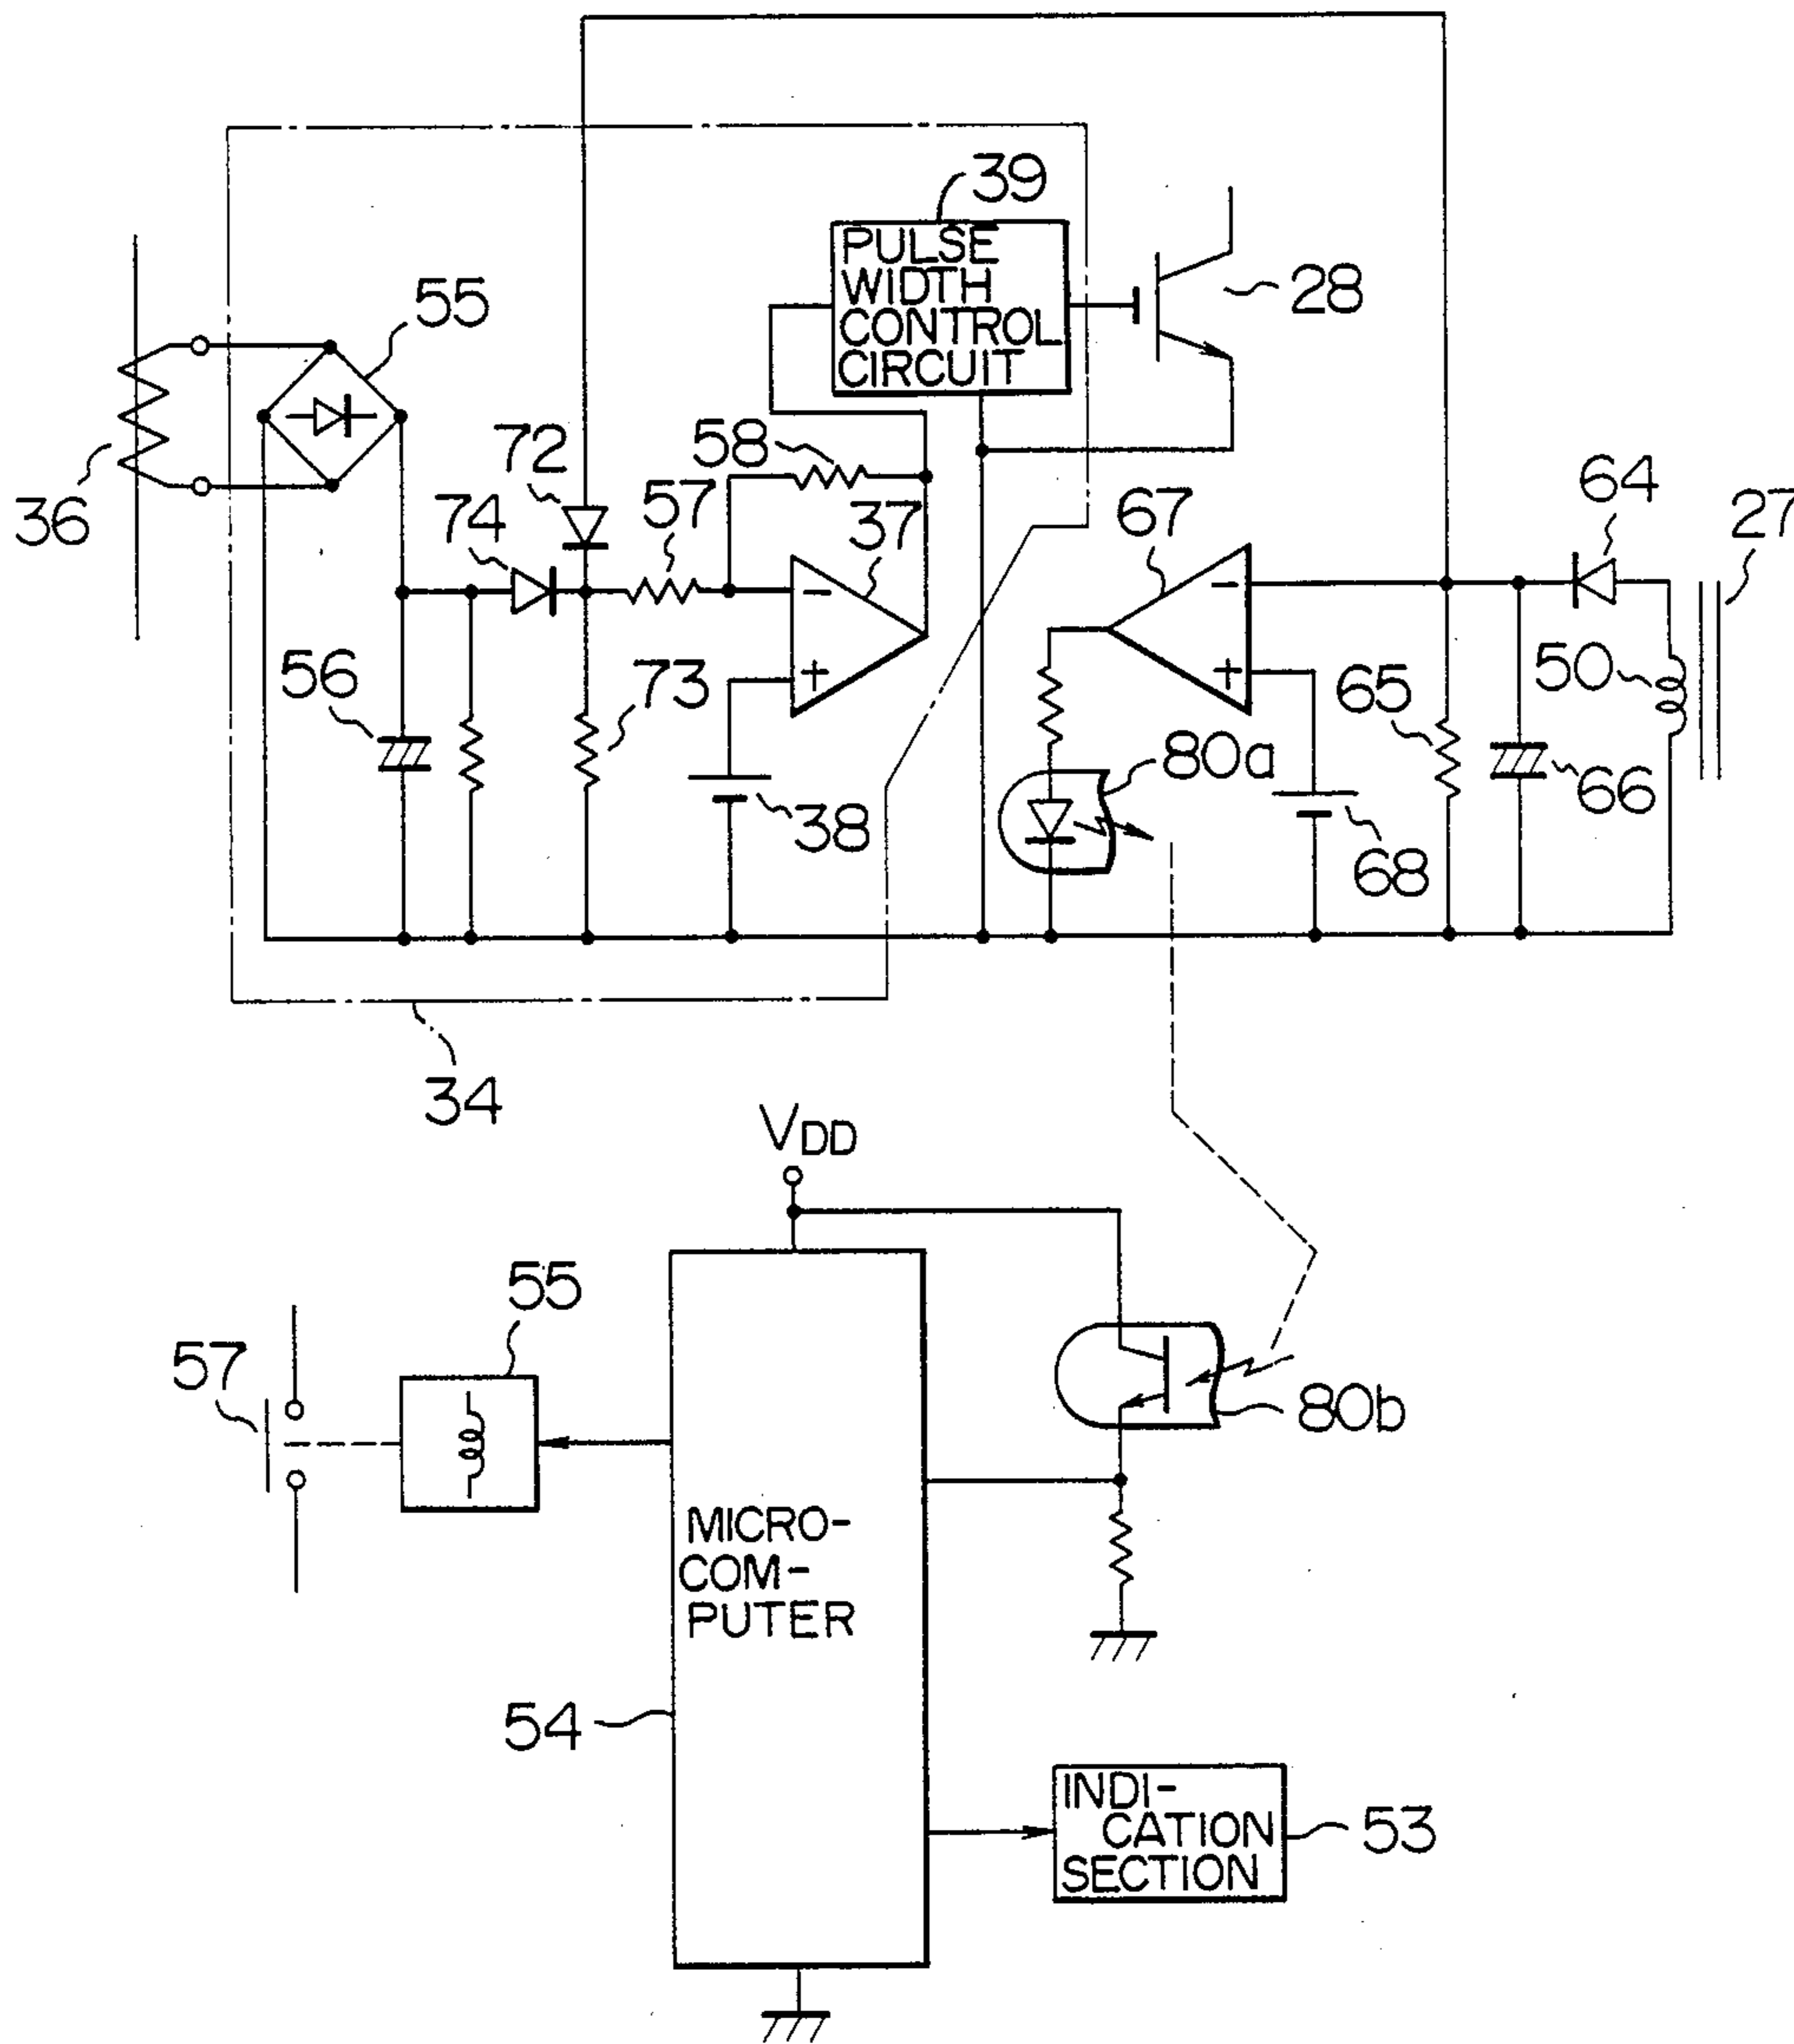 39
PULSE
WIDTH
CONTROL
CIRCUIT
28
55
36
72
58
57
74
37
67
64
27
56
73
38
80a
65
50
66
68
34
VDD
55
57
80b
MICRO-
COM-
PUTER
54
INDI-
CATION
SECTION
53
-
+
-
+